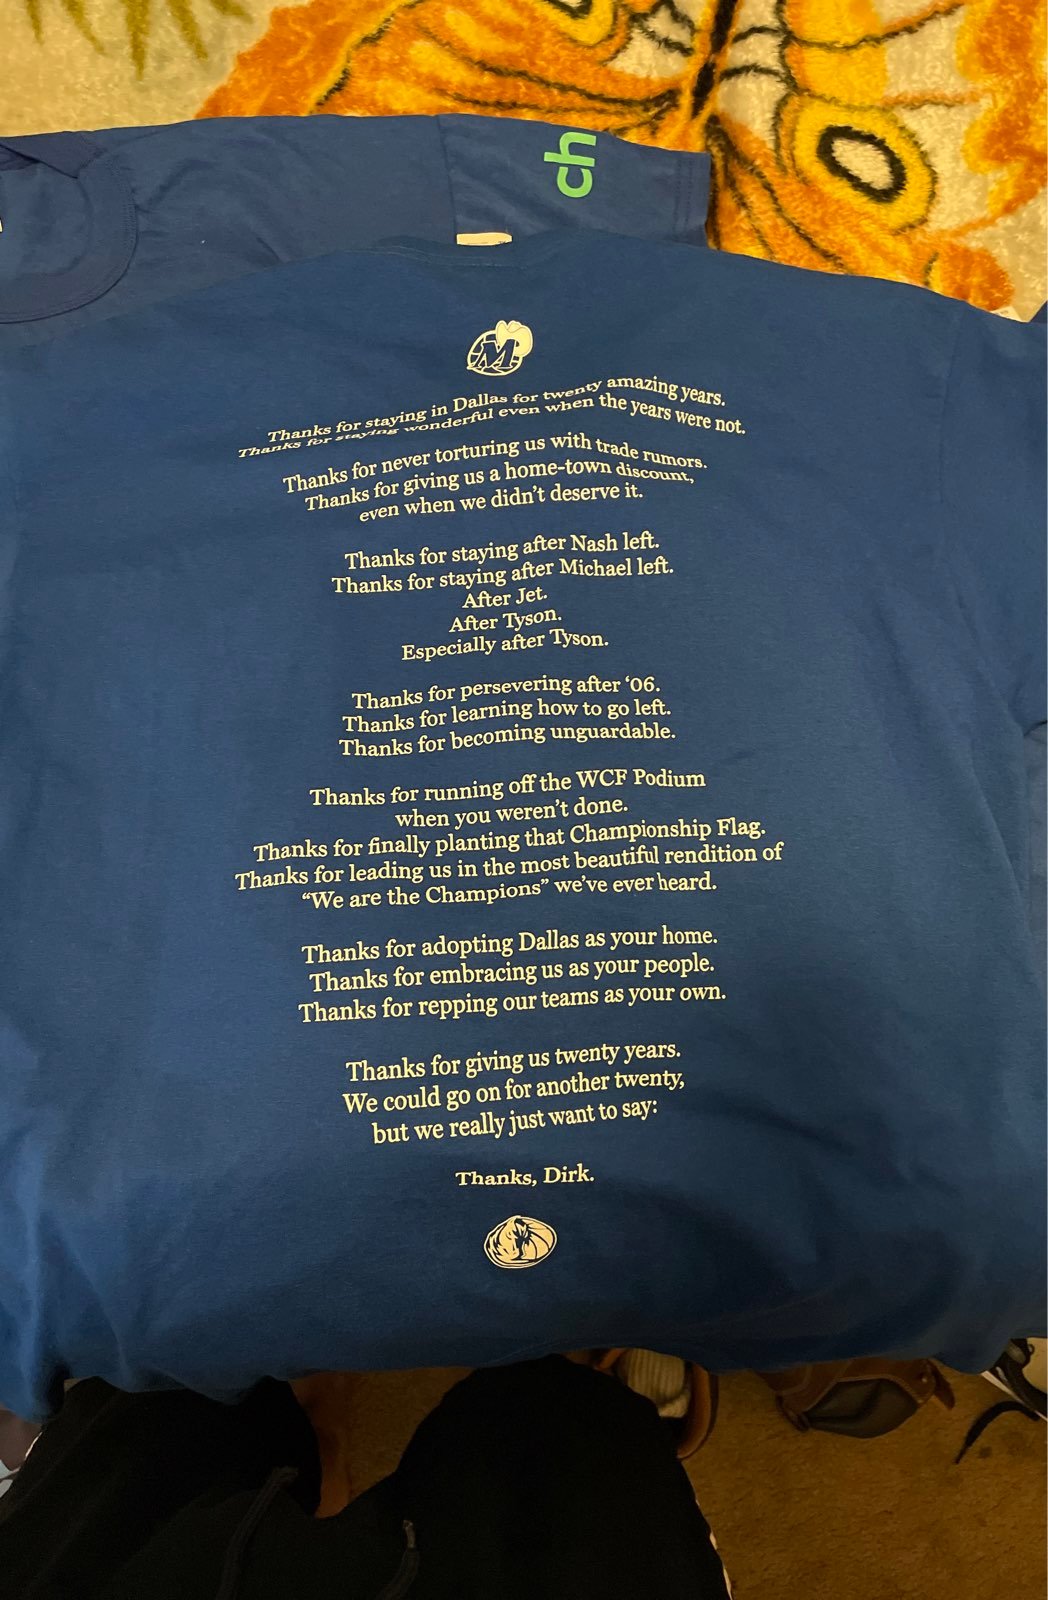 ch
M
Thanks for staying in Dallas for twenty amazing years.
Thanks for staying wonderful even when the years were not.
Thanks for never torturing us with trade rumors.
Thanks for giving us a home-town discount,
even when we didn't deserve it.
Thanks for staying after Nash left.
Thanks for staying after Michael left.
After Jet.
After Tyson.
Especially after Tyson.
Thanks for persevering after ‘06.
Thanks for learning how to go left.
Thanks for becoming unguardable.
Thanks for running off the WCF Podium
when you weren't done.
Thanks for finally planting that Championship Flag.
Thanks for leading us in the most beautiful rendition of
“We are the Champions” we've ever heard.
Thanks for adopting Dallas as your home.
Thanks for embracing us as your people.
Thanks for repping our teams as your own.
Thanks for giving us twenty years.
We could go on for another twenty,
but we really just want to say:
Thanks, Dirk.